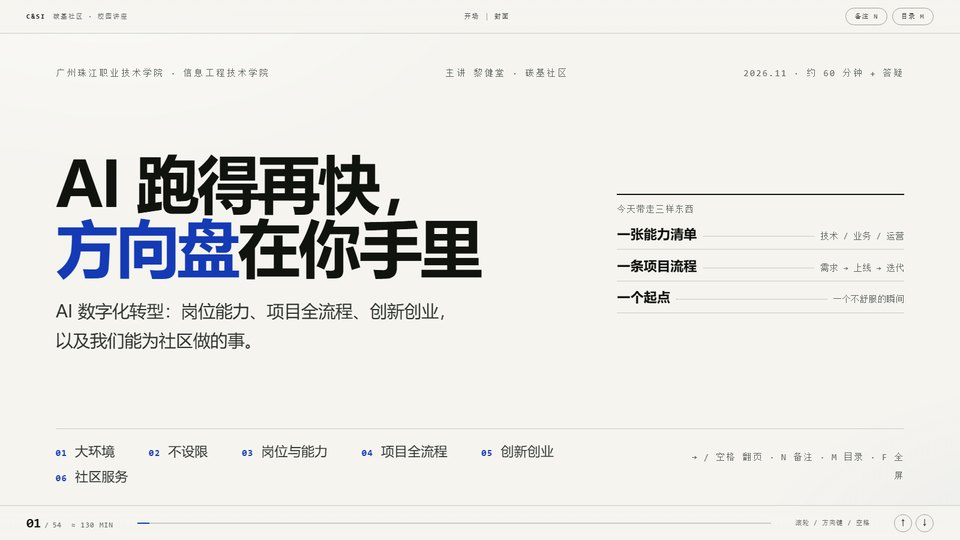 C&SI 碳基社区 · 校园讲座
开场 | 封面
备注 N
目录 M
广州珠江职业技术学院 · 信息工程技术学院
主讲 黎健堂 · 碳基社区
2026.11 · 约 60 分钟 + 答疑
AI 跑得再快，
方向盘在你手里
AI 数字化转型：岗位能力、项目全流程、创新创业，
以及我们能为社区做的事。
今天带走三样东西
一张能力清单 技术 / 业务 / 运营
一条项目流程 需求 → 上线 → 迭代
一个起点 一个不舒服的瞬间
01 大环境 02 不设限 03 岗位与能力 04 项目全流程 05 创新创业
06 社区服务
→ / 空格 翻页 · N 备注 · M 目录 · F 全
屏
01 / 54 ≈ 130 MIN
滚轮 / 方向键 / 空格
↑ ↓